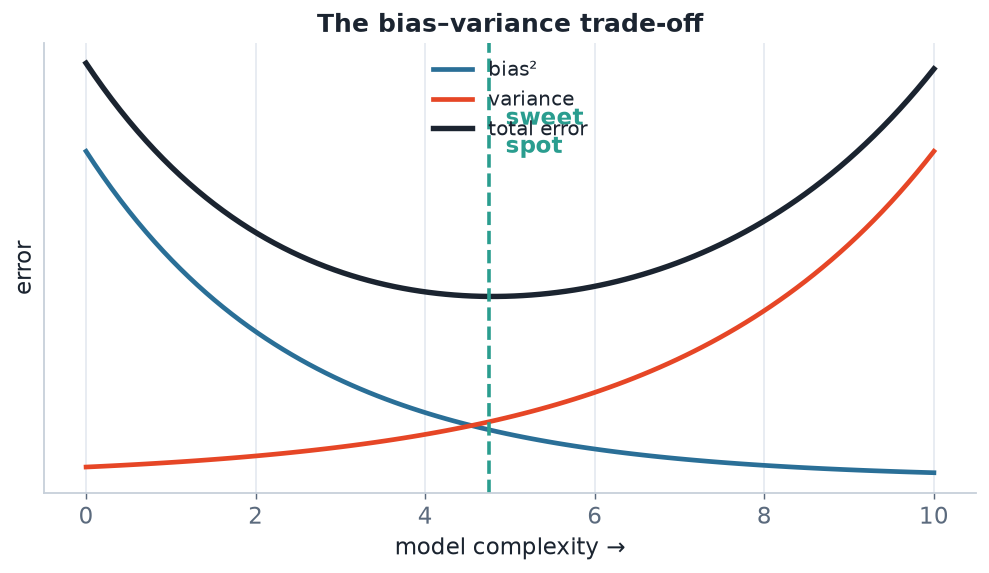 The bias–variance trade-off
bias²
variance
total error
sweet
spot
error
0 2 4 6 8 10
model complexity →